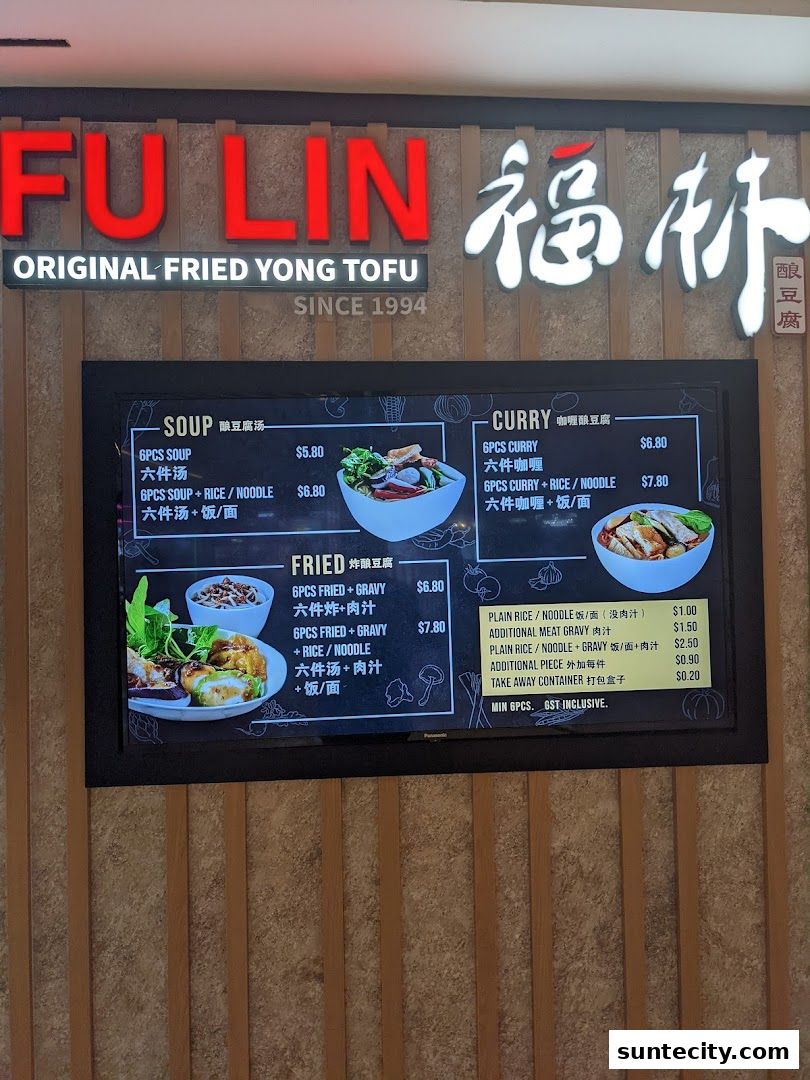 FU LIN
福林
ORIGINAL FRIED YONG TOFU
SINCE 1994
酿豆腐
SOUP 酿豆腐汤
6PCS SOUP $5.80
六件汤
6PCS SOUP + RICE / NOODLE $6.80
六件汤+饭/面
CURRY 咖喱酿豆腐
6PCS CURRY $6.80
六件咖喱
6PCS CURRY + RICE / NOODLE $7.80
六件咖喱+饭/面
FRIED 炸酿豆腐
6PCS FRIED + GRAVY $6.80
六件炸+肉汁
6PCS FRIED + GRAVY $7.80
+ RICE / NOODLE
六件汤+肉汁
+饭/面
PLAIN RICE / NOODLE 饭/面（没肉汁） $1.00
ADDITIONAL MEAT GRAVY 肉汁 $1.50
PLAIN RICE / NOODLE + GRAVY 饭/面+肉汁 $2.50
ADDITIONAL PIECE 外加每件 $0.90
TAKE AWAY CONTAINER 打包盒子 $0.20
MIN 6PCS. GST INCLUSIVE.
Panasonic
suntecity.com